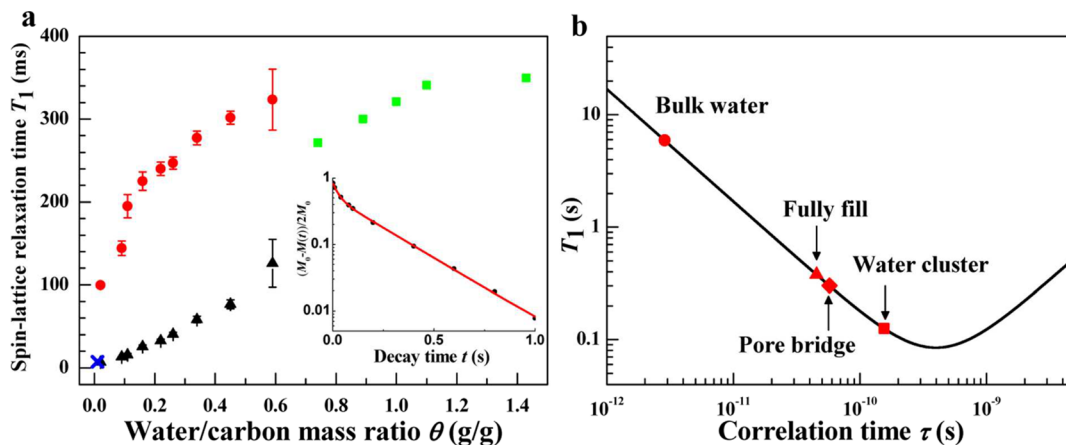 a
Spin-lattice relaxation time T₁ (ms)
400
300
200
100
0
0.0 0.2 0.4 0.6 0.8 1.0 1.2 1.4
Water/carbon mass ratio θ (g/g)
(M₀-M(t))/2M₀
1
0.1
0.01
0.0 0.5 1.0
Decay time t (s)
b
T₁ (s)
10
1
0.1
10⁻¹² 10⁻¹¹ 10⁻¹⁰ 10⁻⁹
Correlation time τ (s)
Bulk water
Fully fill
Water cluster
Pore bridge